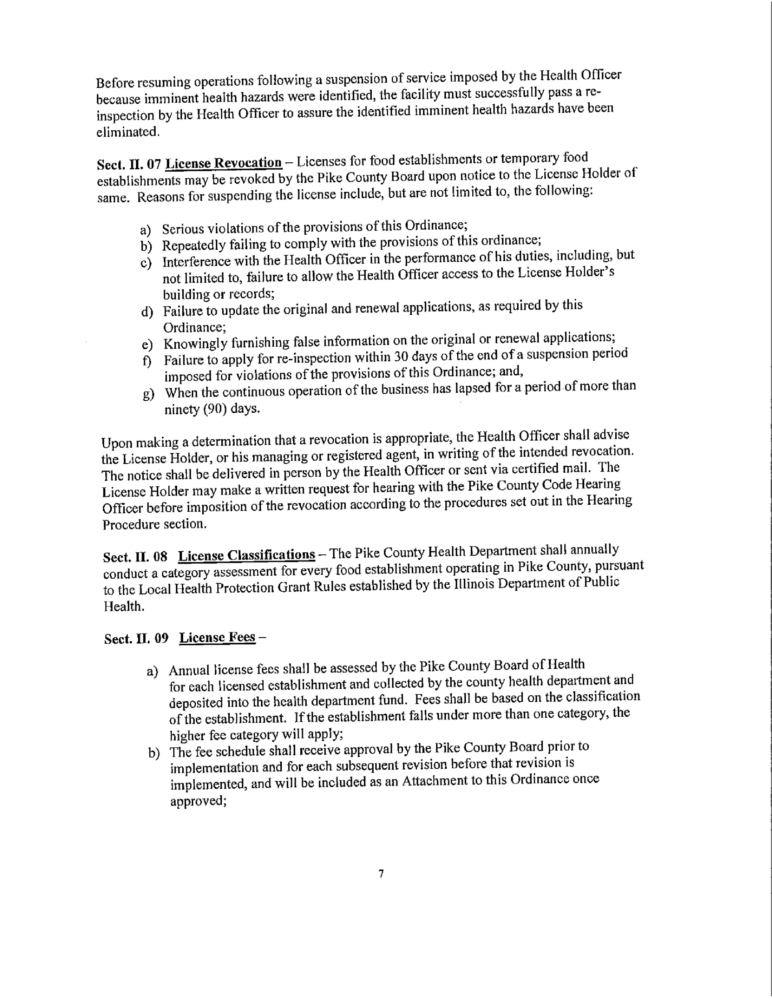 Before resuming operations following a suspension of service imposed by the Health Officer
because imminent health hazards were identified, the facility must successfully pass a re-
inspection by the Health Officer to assure the identified imminent health hazards have been
eliminated.
Sect. II. 07 License Revocation – Licenses for food establishments or temporary food
establishments may be revoked by the Pike County Board upon notice to the License Holder of
same. Reasons for suspending the license include, but are not limited to, the following:
a) Serious violations of the provisions of this Ordinance;
b) Repeatedly failing to comply with the provisions of this ordinance;
c) Interference with the Health Officer in the performance of his duties, including, but
not limited to, failure to allow the Health Officer access to the License Holder's
building or records;
d) Failure to update the original and renewal applications, as required by this
Ordinance;
e) Knowingly furnishing false information on the original or renewal applications;
f) Failure to apply for re-inspection within 30 days of the end of a suspension period
imposed for violations of the provisions of this Ordinance; and,
g) When the continuous operation of the business has lapsed for a period of more than
ninety (90) days.
Upon making a determination that a revocation is appropriate, the Health Officer shall advise
the License Holder, or his managing or registered agent, in writing of the intended revocation.
The notice shall be delivered in person by the Health Officer or sent via certified mail. The
License Holder may make a written request for hearing with the Pike County Code Hearing
Officer before imposition of the revocation according to the procedures set out in the Hearing
Procedure section.
Sect. II. 08 License Classifications – The Pike County Health Department shall annually
conduct a category assessment for every food establishment operating in Pike County, pursuant
to the Local Health Protection Grant Rules established by the Illinois Department of Public
Health.
Sect. II. 09 License Fees –
a) Annual license fees shall be assessed by the Pike County Board of Health
for each licensed establishment and collected by the county health department and
deposited into the health department fund. Fees shall be based on the classification
of the establishment. If the establishment falls under more than one category, the
higher fee category will apply;
b) The fee schedule shall receive approval by the Pike County Board prior to
implementation and for each subsequent revision before that revision is
implemented, and will be included as an Attachment to this Ordinance once
approved;
7